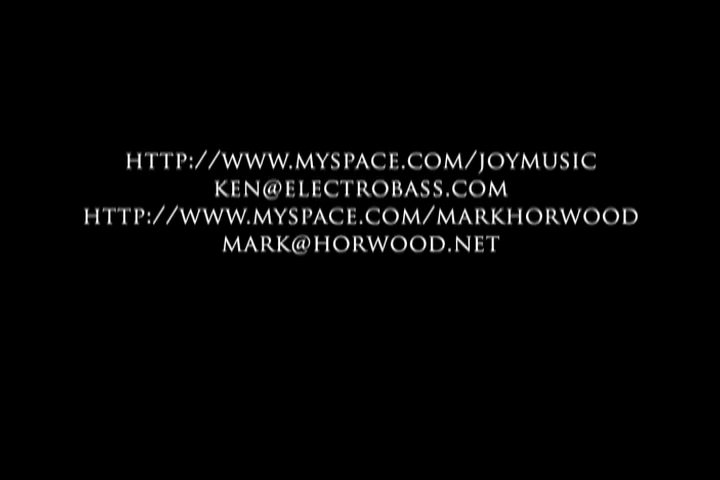 HTTP://WWW.MYSPACE.COM/JOYMUSIC
KEN@ELECTROBASS.COM
HTTP://WWW.MYSPACE.COM/MARKHORWOOD
MARK@HORWOOD.NET